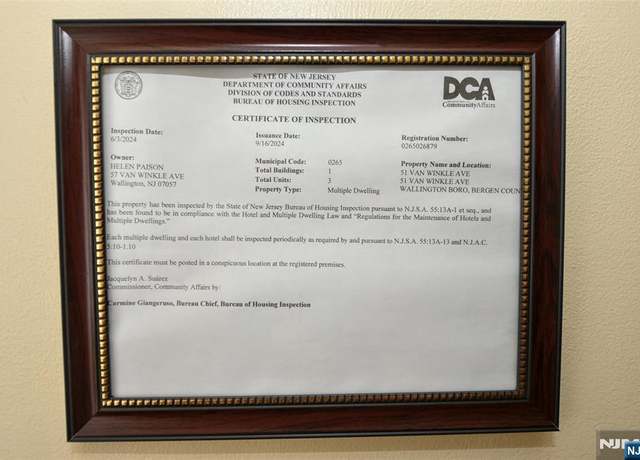 STATE OF NEW JERSEY
DEPARTMENT OF COMMUNITY AFFAIRS
DIVISION OF CODES AND STANDARDS
BUREAU OF HOUSING INSPECTION
DCA
CommunityAffairs
CERTIFICATE OF INSPECTION
Inspection Date:
6/3/2024
Issuance Date:
9/16/2024
Registration Number:
0265026879
Owner:
HELEN PAISON
57 VAN WINKLE AVE
Wallington, NJ 07057
Municipal Code: 0265
Total Buildings: 1
Total Units: 3
Property Type: Multiple Dwelling
Property Name and Location:
51 VAN WINKLE AVE
51 VAN WINKLE AVE
WALLINGTON BORO, BERGEN COUN
This property has been inspected by the State of New Jersey Bureau of Housing Inspection pursuant to N.J.S.A. 55:13A-1 et seq., and
has been found to be in compliance with the Hotel and Multiple Dwelling Law and “Regulations for the Maintenance of Hotels and
Multiple Dwellings.”
Each multiple dwelling and each hotel shall be inspected periodically as required by and pursuant to N.J.S.A. 55:13A-13 and N.J.A.C.
5:10-1.10
This certificate must be posted in a conspicuous location at the registered premises.
Jacquelyn A. Suárez
Commissioner, Community Affairs by:
Carmine Giangeruso, Bureau Chief, Bureau of Housing Inspection